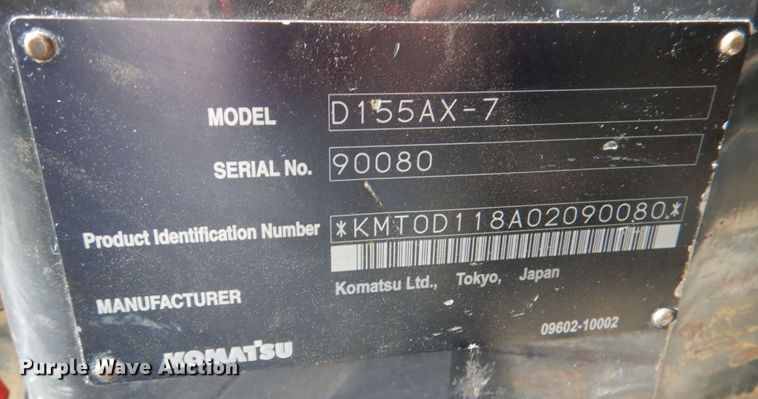 MODEL D155AX-7
SERIAL No. 90080
Product Identification Number *KMT0D118A02090080*
MANUFACTURER Komatsu Ltd., Tokyo, Japan
09602-10002
KOMATSU
Purple Wave Auction